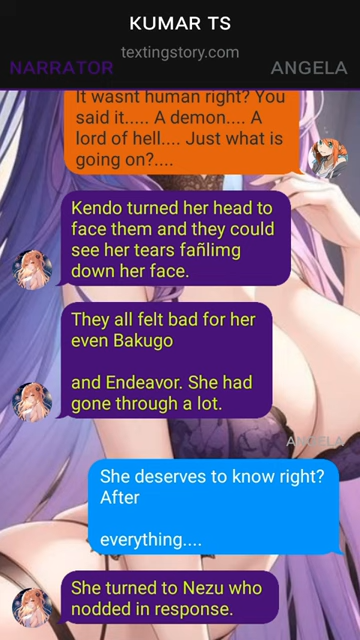 KUMAR TS
textingstory.com
NARRATOR
ANGELA
It wasnt human right? You
said it..... A demon.... A
lord of hell.... Just what is
going on?....
Kendo turned her head to
face them and they could
see her tears fañlimg
down her face.
They all felt bad for her
even Bakugo
and Endeavor. She had
gone through a lot.
ANGELA
She deserves to know right?
After
everything....
She turned to Nezu who
nodded in response.